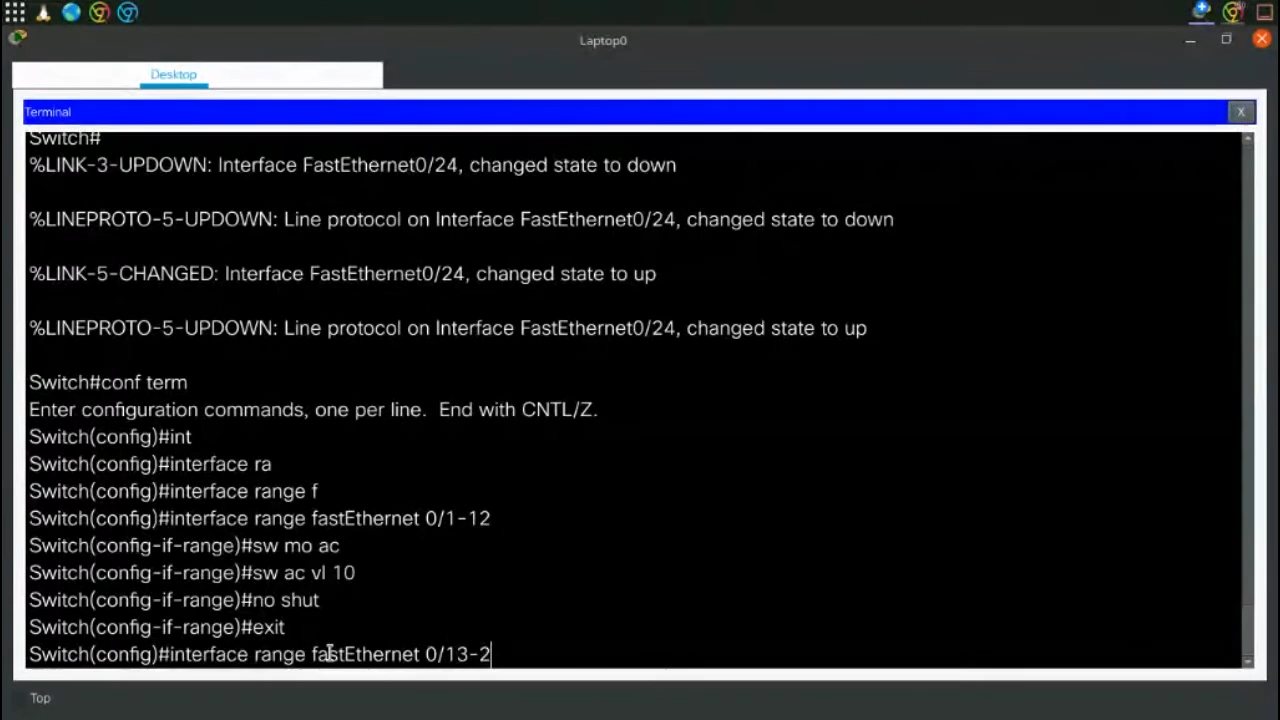 Laptop0
Desktop
Terminal
X
Switch#
%LINK-3-UPDOWN: Interface FastEthernet0/24, changed state to down
%LINEPROTO-5-UPDOWN: Line protocol on Interface FastEthernet0/24, changed state to down
%LINK-5-CHANGED: Interface FastEthernet0/24, changed state to up
%LINEPROTO-5-UPDOWN: Line protocol on Interface FastEthernet0/24, changed state to up
Switch#conf term
Enter configuration commands, one per line.  End with CNTL/Z.
Switch(config)#int
Switch(config)#interface ra
Switch(config)#interface range f
Switch(config)#interface range fastEthernet 0/1-12
Switch(config-if-range)#sw mo ac
Switch(config-if-range)#sw ac vl 10
Switch(config-if-range)#no shut
Switch(config-if-range)#exit
Switch(config)#interface range fastEthernet 0/13-2
Top